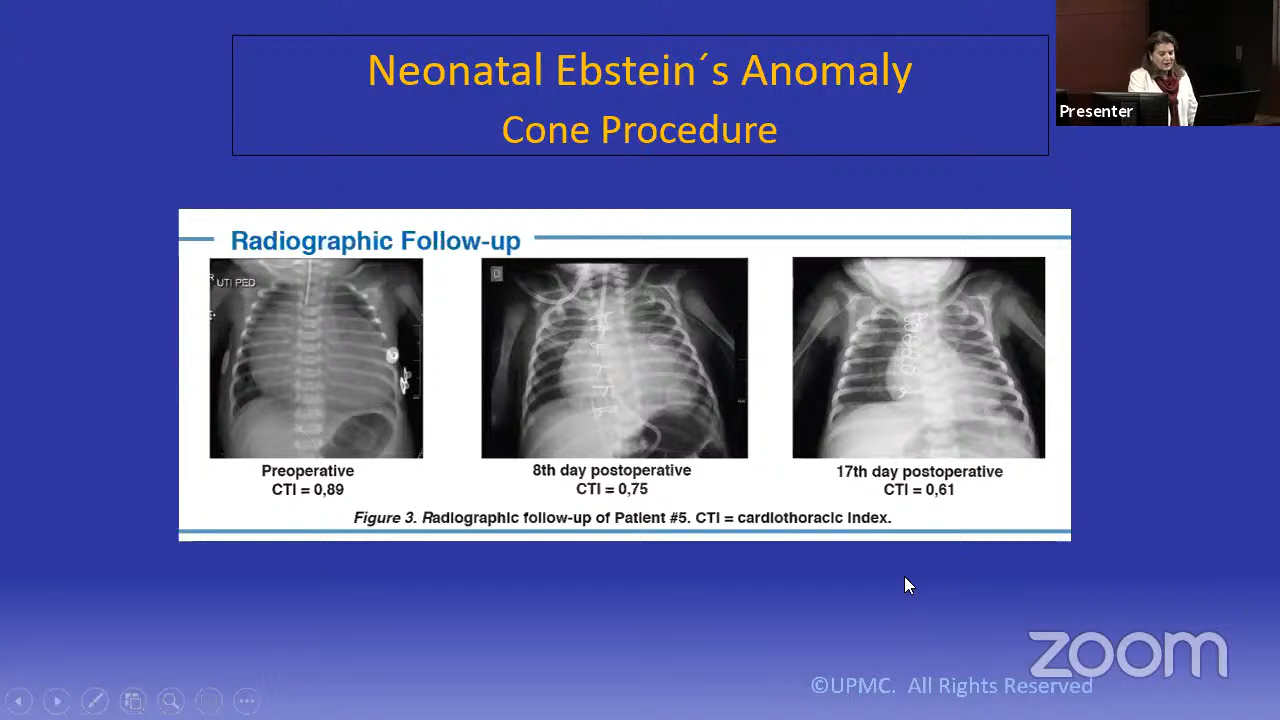 Neonatal Ebstein´s Anomaly
Cone Procedure
Presenter
Radiographic Follow-up
R
UTI PED
D
Preoperative
CTI = 0,89
8th day postoperative
CTI = 0,75
17th day postoperative
CTI = 0,61
Figure 3. Radiographic follow-up of Patient #5. CTI = cardiothoracic index.
zoom
©UPMC. All Rights Reserved